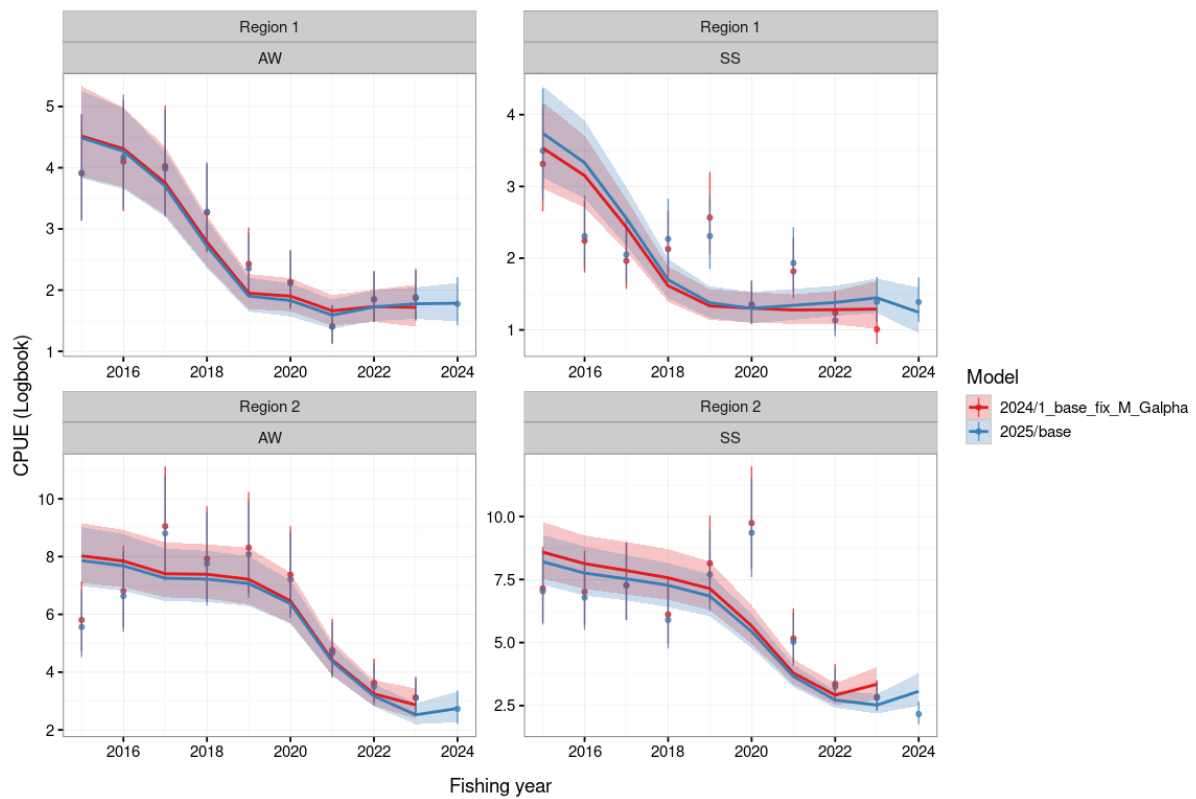 Region 1
AW
Region 1
SS
5
4
3
2
1
4
3
2
1
2016
2018
2020
2022
2024
2016
2018
2020
2022
2024
Region 2
AW
Region 2
SS
10
8
6
4
2
10.0
7.5
5.0
2.5
2016
2018
2020
2022
2024
2016
2018
2020
2022
2024
CPUE (Logbook)
Fishing year
Model
2024/1_base_fix_M_Galpha
2025/base